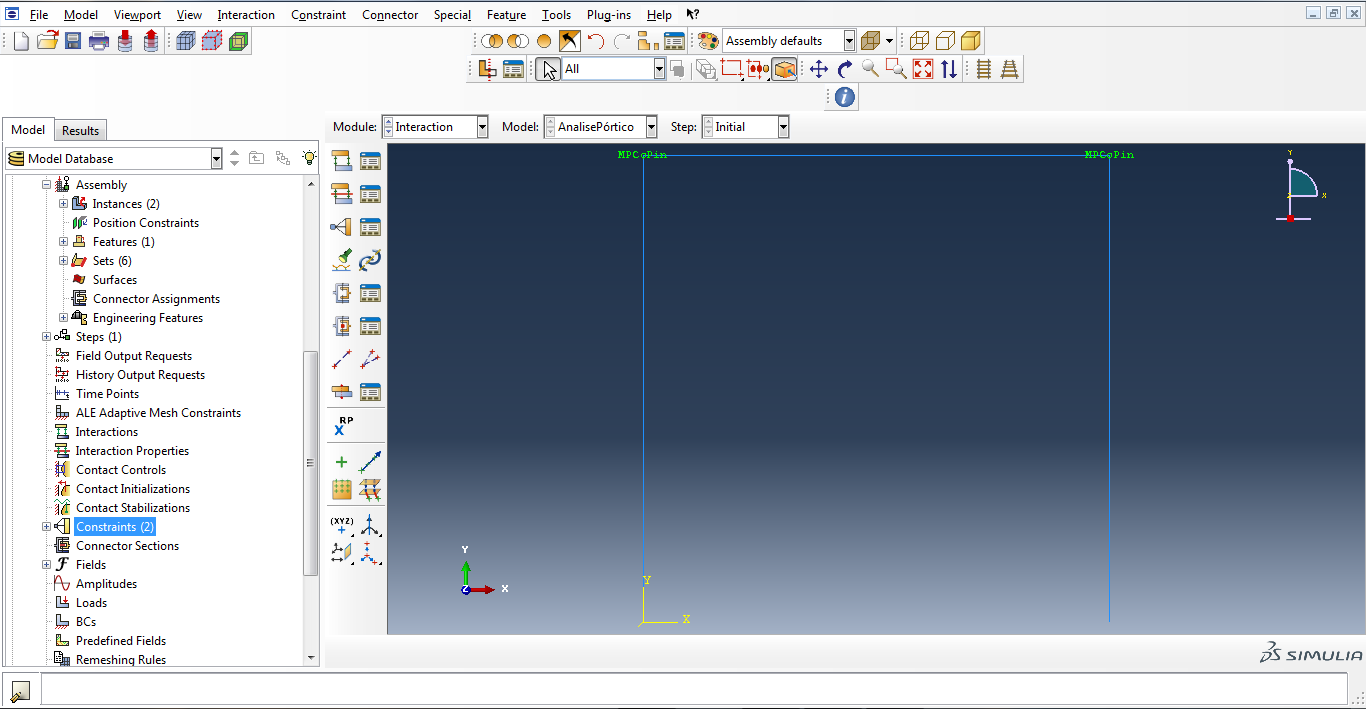 File Model Viewport View Interaction Constraint Connector Special Feature Tools Plug-ins Help
Assembly defaults
All
Model Results
Module: Interaction Model: AnalisePórtico Step: Initial
Model Database
Assembly
Instances (2)
Position Constraints
Features (1)
Sets (6)
Surfaces
Connector Assignments
Engineering Features
Steps (1)
Field Output Requests
History Output Requests
Time Points
ALE Adaptive Mesh Constraints
Interactions
Interaction Properties
Contact Controls
Contact Initializations
Contact Stabilizations
Constraints (2)
Connector Sections
Fields
Amplitudes
Loads
BCs
Predefined Fields
Remeshing Rules
RP
(XYZ)
MPC Pin MPC Pin
Y
X
Z
Y
X
Z
Y
X
SIMULIA